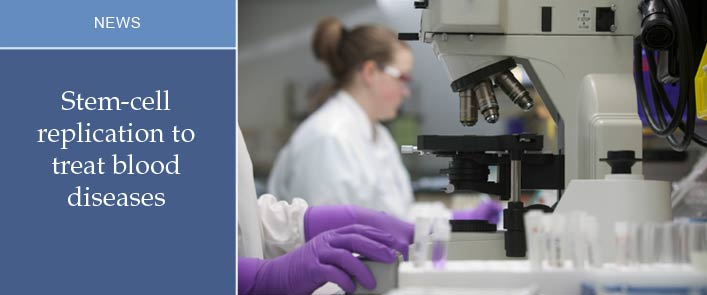 NEWS
Stem-cell
replication to
treat blood
diseases